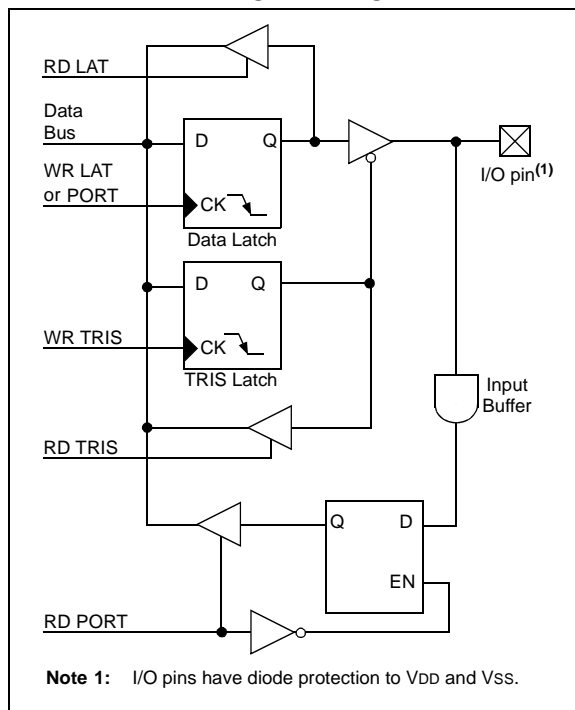 RD LAT
Data
Bus
D Q
WR LAT
or PORT
CK
Data Latch
I/O pin(1)
D Q
WR TRIS
CK
TRIS Latch
Input
Buffer
RD TRIS
Q D
EN
RD PORT
Note 1: I/O pins have diode protection to VDD and VSS.